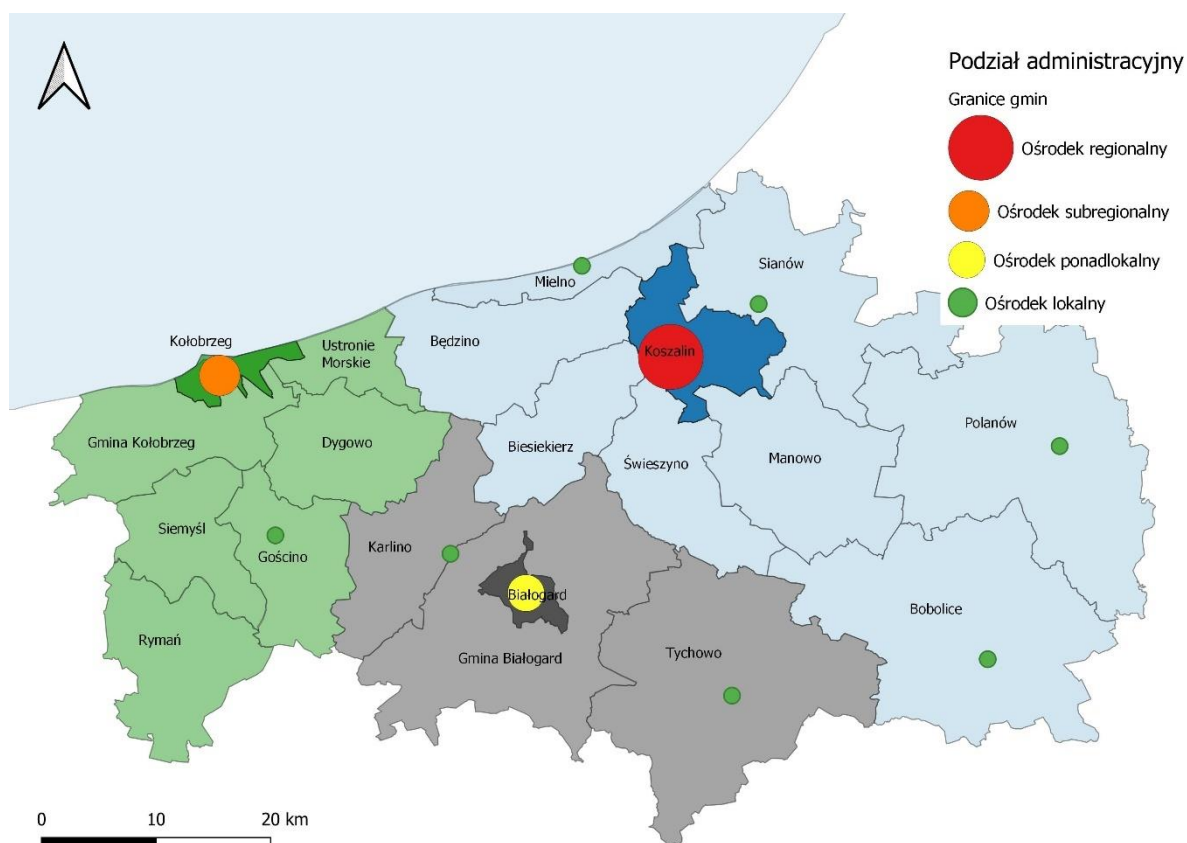 Podział administracyjny
Granice gmin
Ośrodek regionalny
Ośrodek subregionalny
Ośrodek ponadlokalny
Ośrodek lokalny
Sianów
Mielno
Kołobrzeg
Ustronie
Morskie
Będzino
Koszalin
Polanów
Gmina Kołobrzeg
Dygowo
Biesiekierz
Świeszyno
Manowo
Siemyśl
Gościno
Karlino
Białogard
Bobolice
Rymań
Gmina Białogard
Tychowo
0 10 20 km